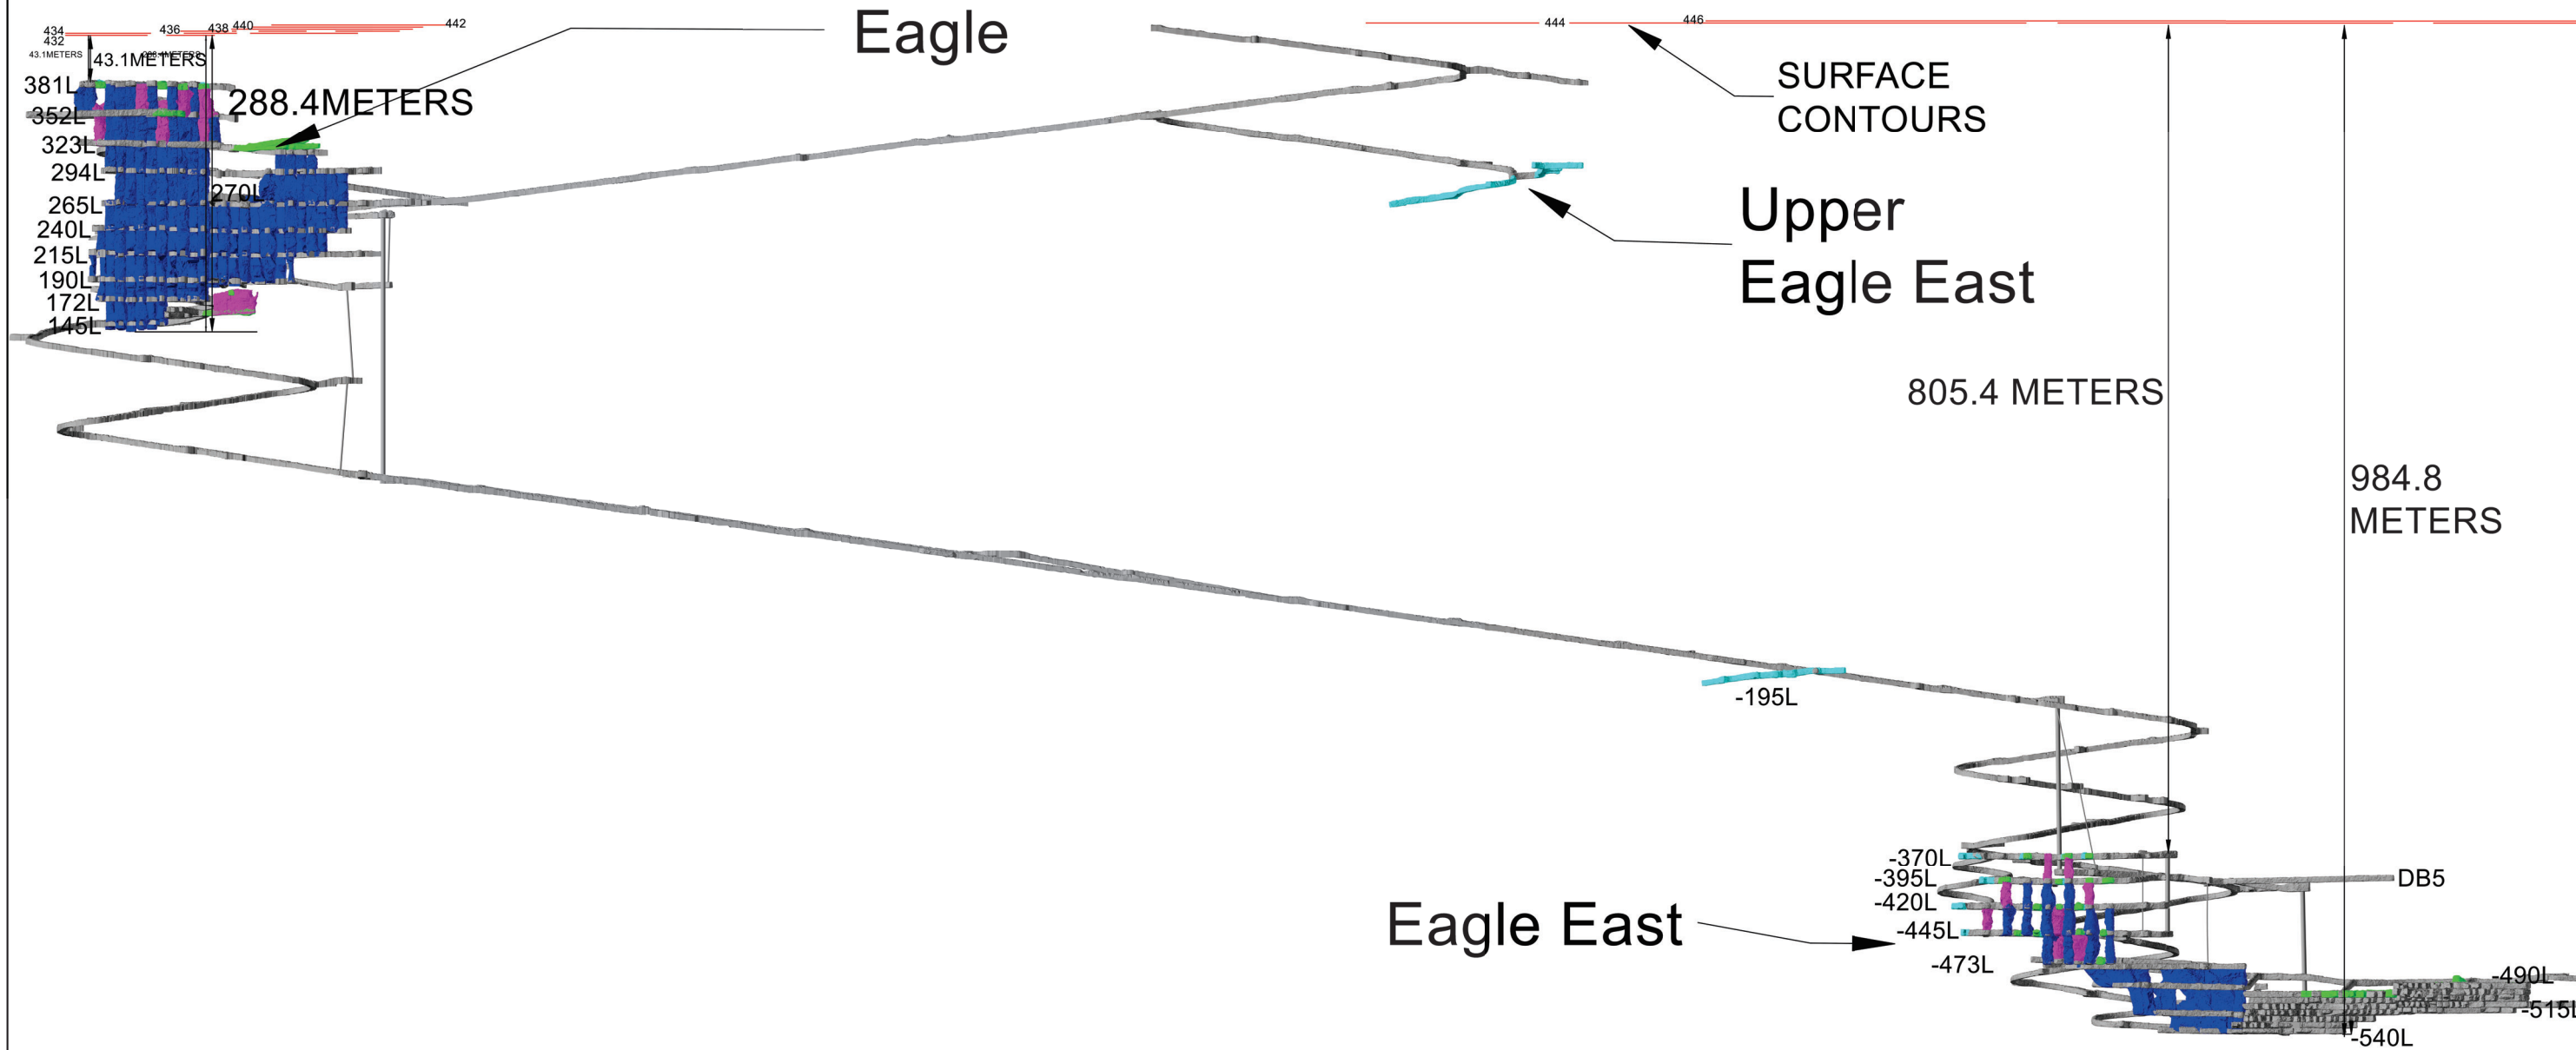 Eagle
434
432
436
438
440
442
444
446
43.1METERS
43.1METERS
288.4METERS
SURFACE
CONTOURS
381L
352L
323L
294L
270L
265L
240L
215L
190L
172L
145L
Upper
Eagle East
805.4 METERS
984.8
METERS
-195L
-370L
-395L
-420L
-445L
-473L
DB5
Eagle East
-490L
-515L
-540L